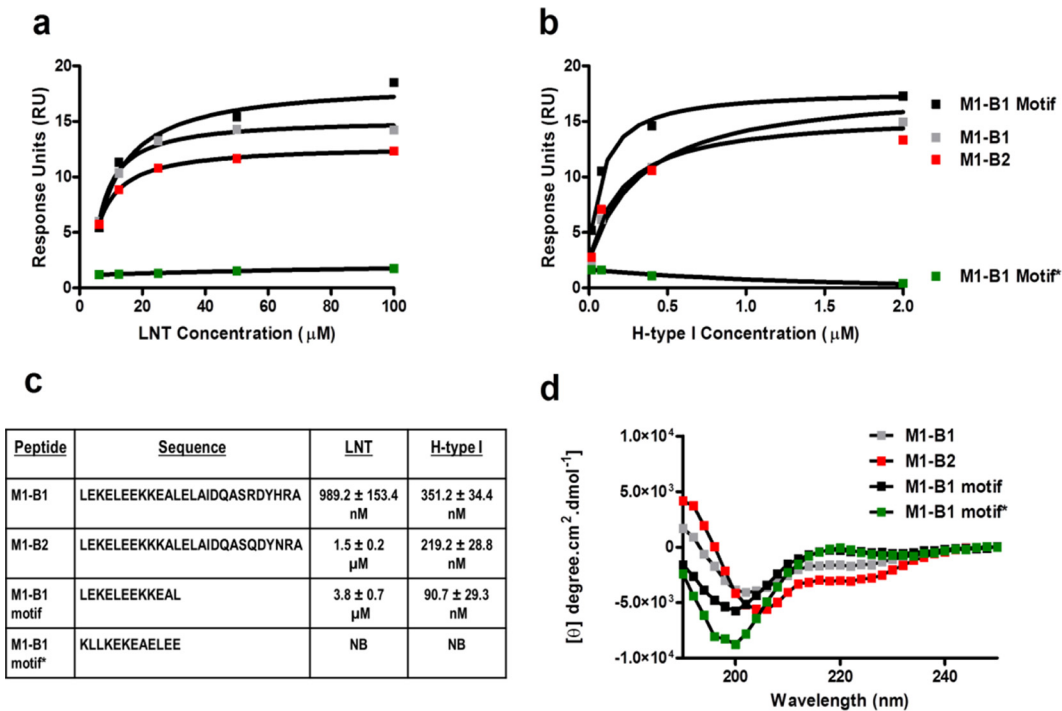 a
20
15
10
5
0
0
20
40
60
80
100
Response Units (RU)
LNT Concentration ( μM)
b
20
15
10
5
0
0.0
0.5
1.0
1.5
2.0
Response Units (RU)
H-type I Concentration ( μM)
M1-B1 Motif
M1-B1
M1-B2
M1-B1 Motif*
c
Peptide Sequence LNT H-type I
M1-B1 LEKELEEKKEALELAIDQASRDYHRA 989.2 ± 153.4 351.2 ± 34.4
nM nM
M1-B2 LEKELEEKKKALELAIDQASQDYNRA 1.5 ± 0.2 219.2 ± 28.8
μM nM
M1-B1 LEKELEEKKEAL 3.8 ± 0.7 90.7 ± 29.3
motif μM nM
M1-B1 KLLKEKEAELEE NB NB
motif*
d
1.0×10⁴
5.0×10³
0
-5.0×10³
-1.0×10⁴
200
220
240
[θ] degree.cm².dmol⁻¹
Wavelength (nm)
M1-B1
M1-B2
M1-B1 motif
M1-B1 motif*